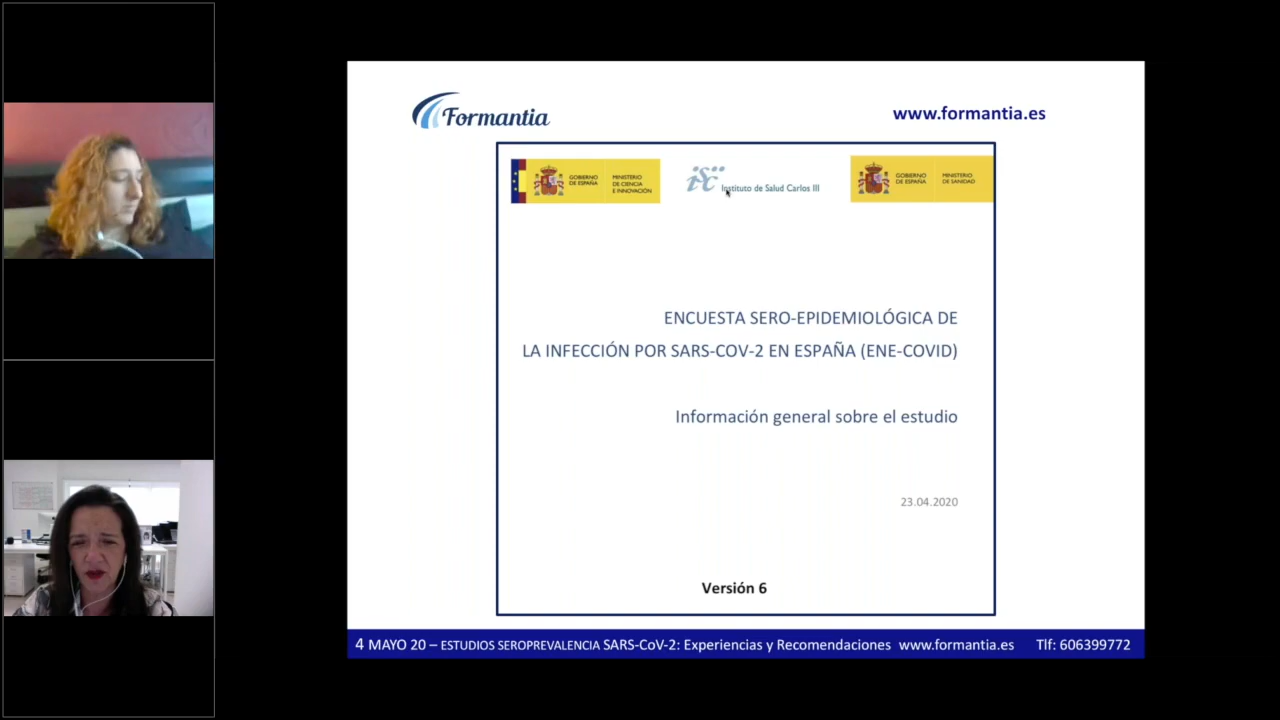 Formantia
www.formantia.es
GOBIERNO DE ESPAÑA
MINISTERIO DE CIENCIA E INNOVACIÓN
isciii
Instituto de Salud Carlos III
GOBIERNO DE ESPAÑA
MINISTERIO DE SANIDAD
ENCUESTA SERO-EPIDEMIOLÓGICA DE
LA INFECCIÓN POR SARS-COV-2 EN ESPAÑA (ENE-COVID)
Información general sobre el estudio
23.04.2020
Versión 6
4 MAYO 20 – ESTUDIOS SEROPREVALENCIA SARS-CoV-2: Experiencias y Recomendaciones www.formantia.es Tlf: 606399772